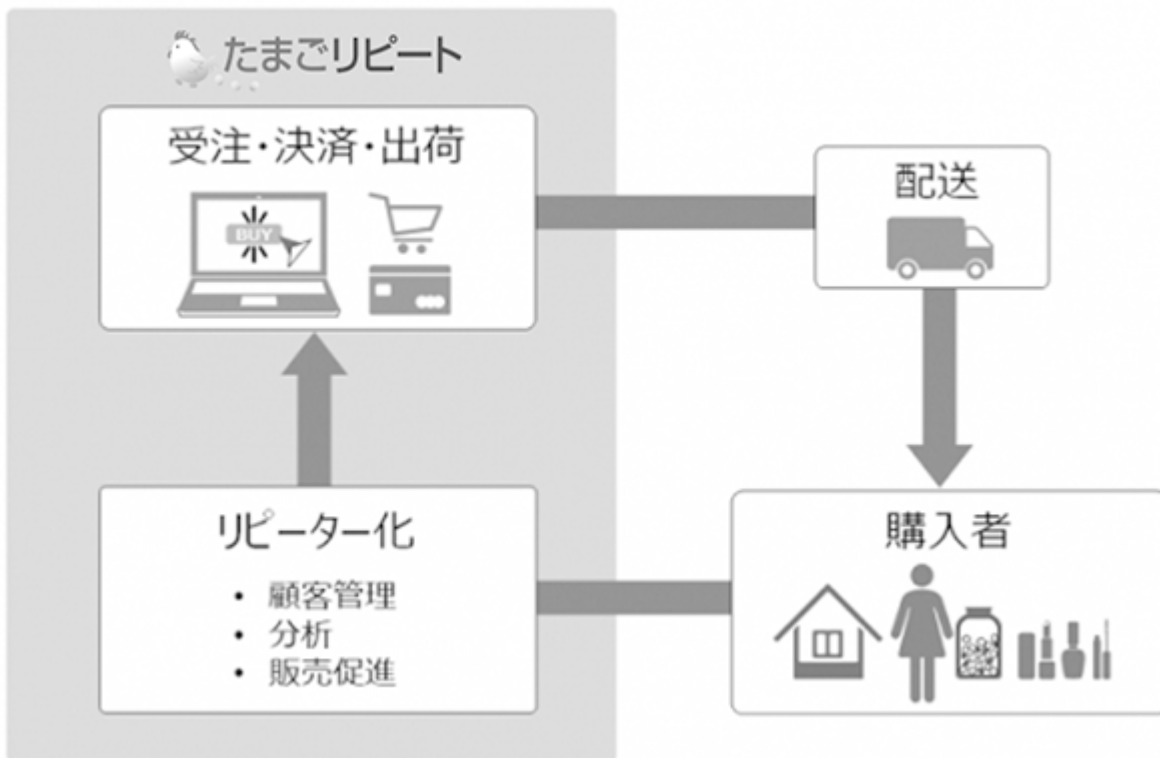 たまごリピート
受注・決済・出荷
BUY
配送
リピーター化
• 顧客管理
• 分析
• 販売促進
購入者